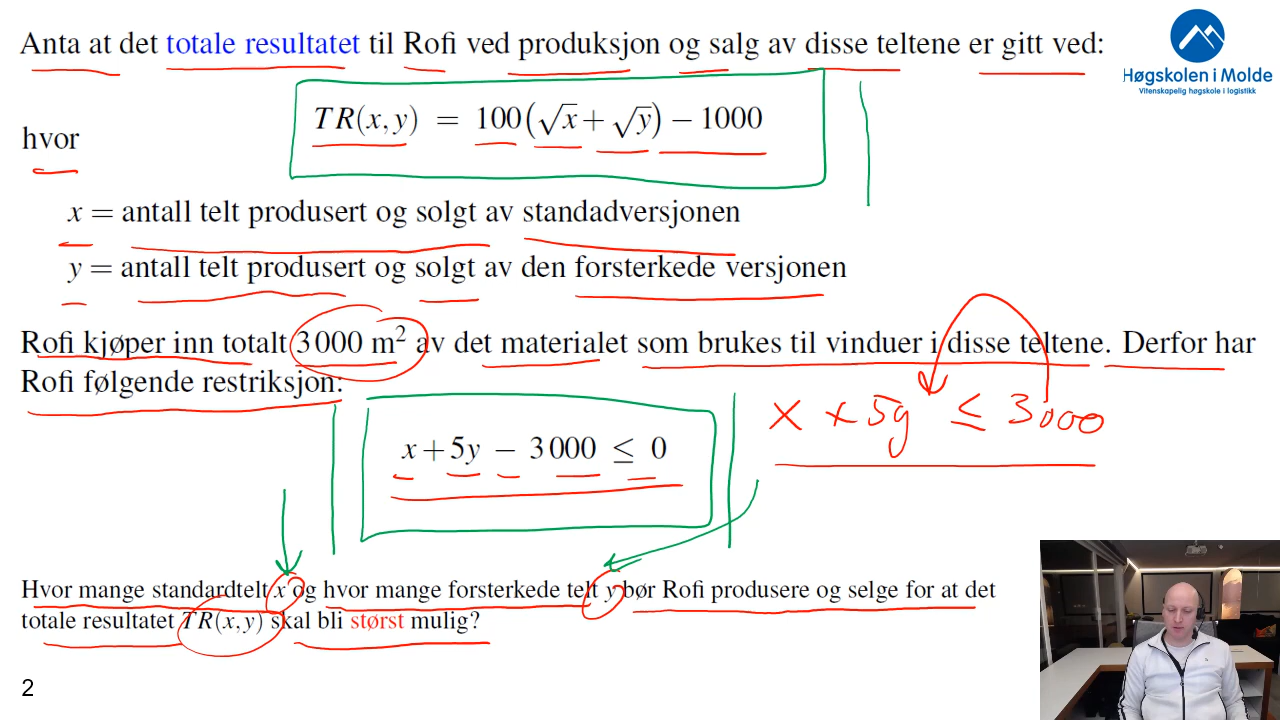 Anta at det totale resultatet til Rofi ved produksjon og salg av disse teltene er gitt ved:
Høgskolen i Molde
Vitenskapelig høgskole i logistikk
TR(x,y) = 100(√x + √y) − 1000
hvor
x = antall telt produsert og solgt av standadversjonen
y = antall telt produsert og solgt av den forsterkede versjonen
Rofi kjøper inn totalt 3000 m² av det materialet som brukes til vinduer i disse teltene. Derfor har
Rofi følgende restriksjon:
x × 5y ≤ 3000
x + 5y − 3000 ≤ 0
Hvor mange standardtelt x og hvor mange forsterkede telt y bør Rofi produsere og selge for at det
totale resultatet TR(x,y) skal bli størst mulig?
2